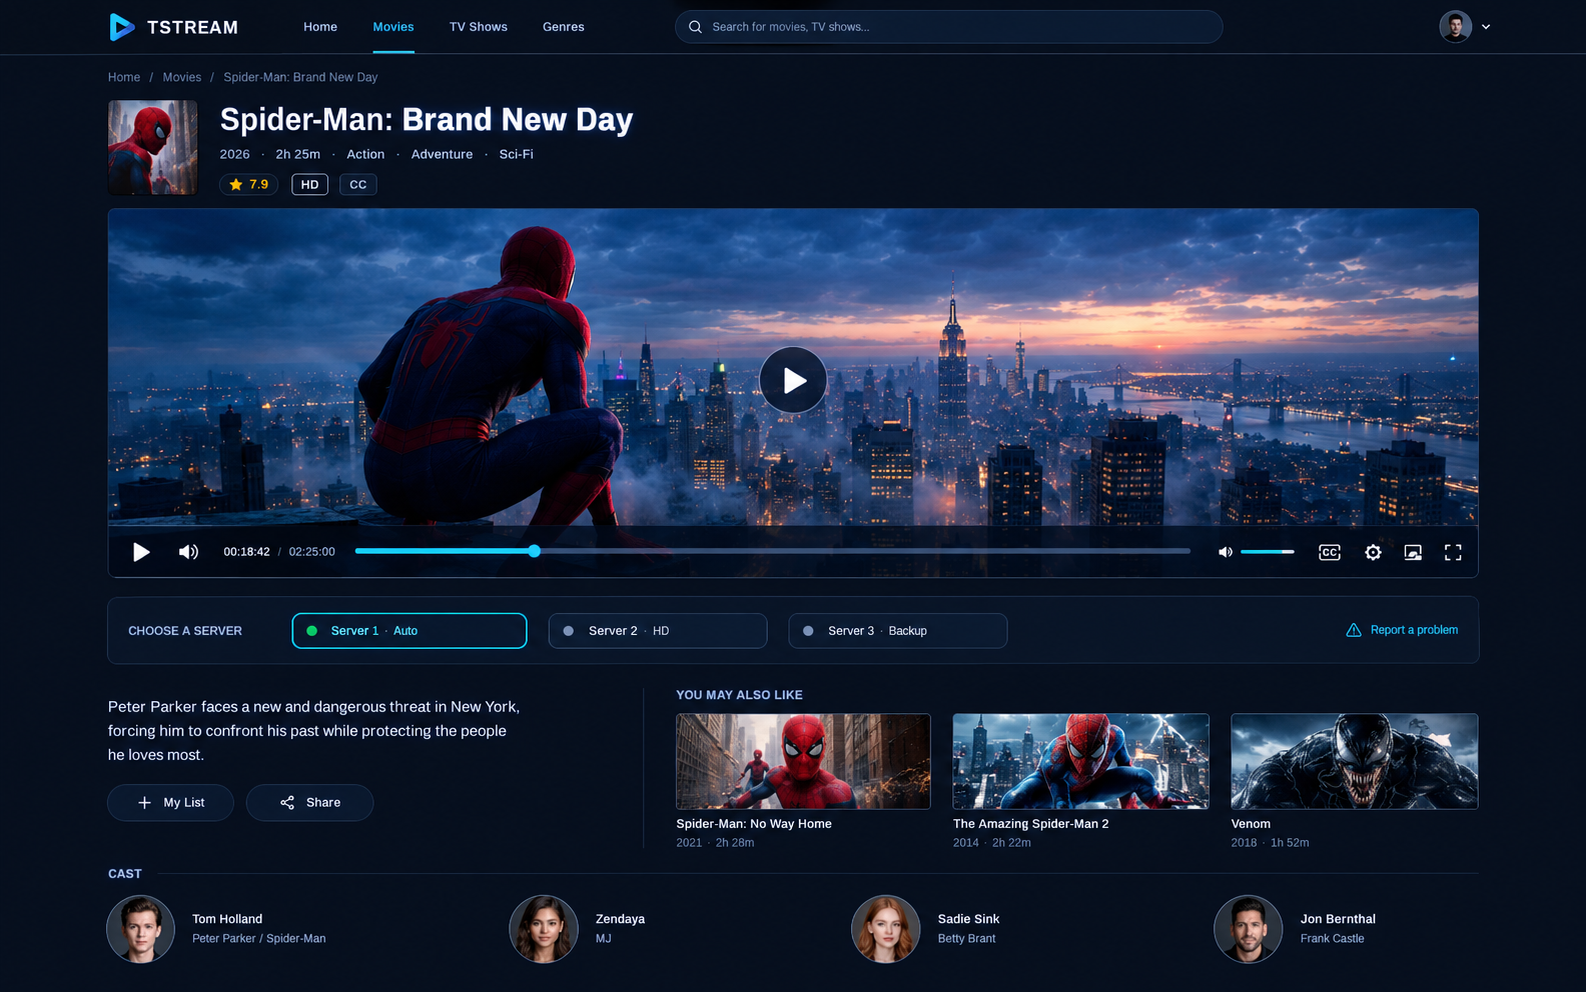 TSTREAM
Home
Movies
TV Shows
Genres
Search for movies, TV shows...
Home / Movies / Spider-Man: Brand New Day
Spider-Man: Brand New Day
2026 · 2h 25m · Action · Adventure · Sci-Fi
7.9
HD
CC
00:18:42 / 02:25:00
CC
CHOOSE A SERVER
Server 1 · Auto
Server 2 · HD
Server 3 · Backup
Report a problem
Peter Parker faces a new and dangerous threat in New York,
forcing him to confront his past while protecting the people
he loves most.
My List
Share
YOU MAY ALSO LIKE
Spider-Man: No Way Home
2021 · 2h 28m
The Amazing Spider-Man 2
2014 · 2h 22m
Venom
2018 · 1h 52m
CAST
Tom Holland
Peter Parker / Spider-Man
Zendaya
MJ
Sadie Sink
Betty Brant
Jon Bernthal
Frank Castle